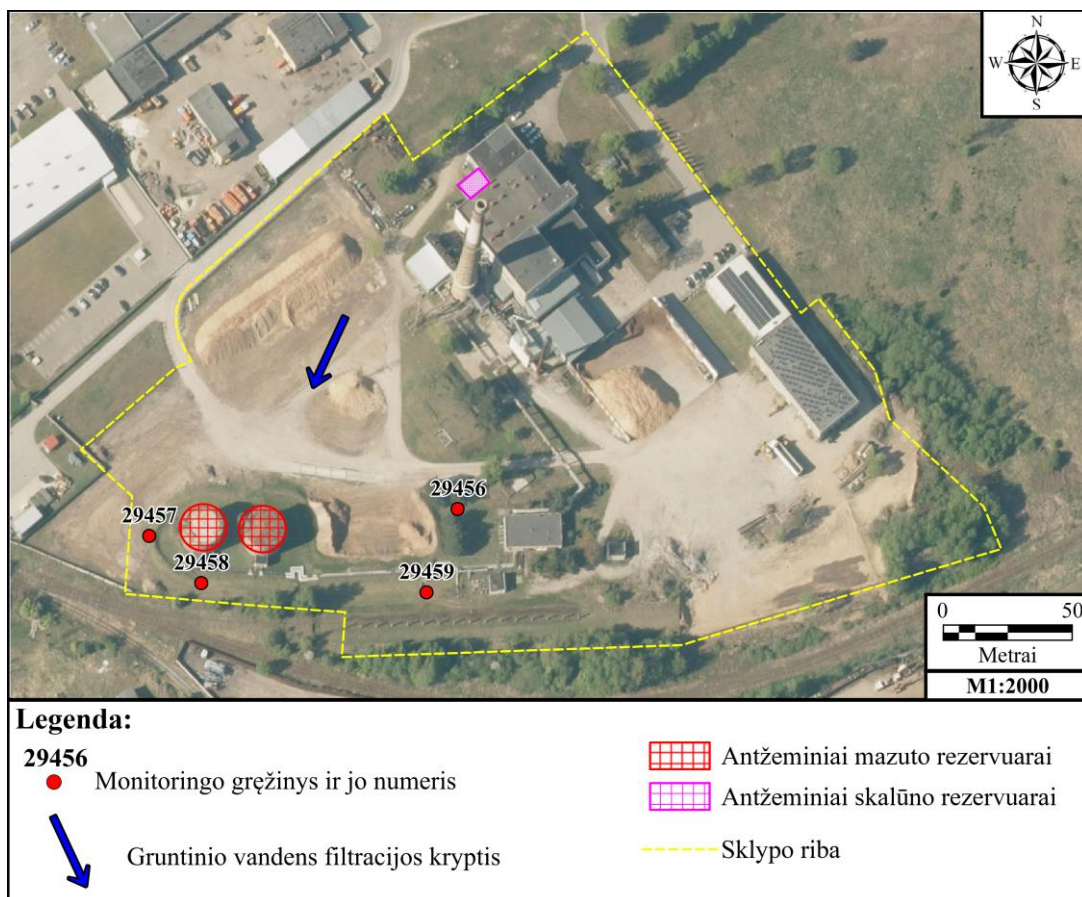 N
W E
S
29456
29457
29458
29459
0 50
Metrai
M1:2000
Legenda:
29456
Monitoringo gręžinys ir jo numeris
Gruntinio vandens filtracijos kryptis
Antžeminiai mazuto rezervuarai
Antžeminiai skalūno rezervuarai
Sklypo riba